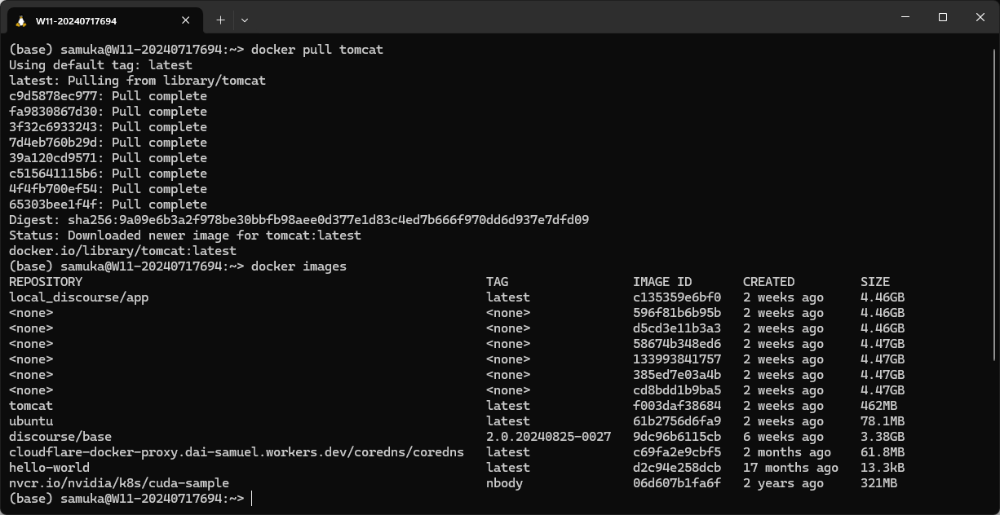 W11-20240717694
(base) samuka@W11-20240717694:~> docker pull tomcat
Using default tag: latest
latest: Pulling from library/tomcat
c9d5878ec977: Pull complete
fa9830867d30: Pull complete
3f32c6933243: Pull complete
7d4eb760b29d: Pull complete
39a120cd9571: Pull complete
c515641115b6: Pull complete
4f4fb700ef54: Pull complete
65303bee1f4f: Pull complete
Digest: sha256:9a09e6b3a2f978be30bbfb98aee0d377e1d83c4ed7b666f970dd6d937e7dfd09
Status: Downloaded newer image for tomcat:latest
docker.io/library/tomcat:latest
(base) samuka@W11-20240717694:~> docker images
REPOSITORY TAG IMAGE ID CREATED SIZE
local_discourse/app latest c135359e6bf0 2 weeks ago 4.46GB
<none> <none> 596f81b6b95b 2 weeks ago 4.46GB
<none> <none> d5cd3e11b3a3 2 weeks ago 4.46GB
<none> <none> 58674b348ed6 2 weeks ago 4.47GB
<none> <none> 133993841757 2 weeks ago 4.47GB
<none> <none> 385ed7e03a4b 2 weeks ago 4.47GB
<none> <none> cd8bdd1b9ba5 2 weeks ago 4.47GB
tomcat latest f003daf38684 2 weeks ago 462MB
ubuntu latest 61b2756d6fa9 2 weeks ago 78.1MB
discourse/base 2.0.20240825-0027 9dc96b6115cb 6 weeks ago 3.38GB
cloudflare-docker-proxy.dai-samuel.workers.dev/coredns/coredns latest c69fa2e9cbf5 2 months ago 61.8MB
hello-world latest d2c94e258dcb 17 months ago 13.3kB
nvcr.io/nvidia/k8s/cuda-sample nbody 06d607b1fa6f 2 years ago 321MB
(base) samuka@W11-20240717694:~>